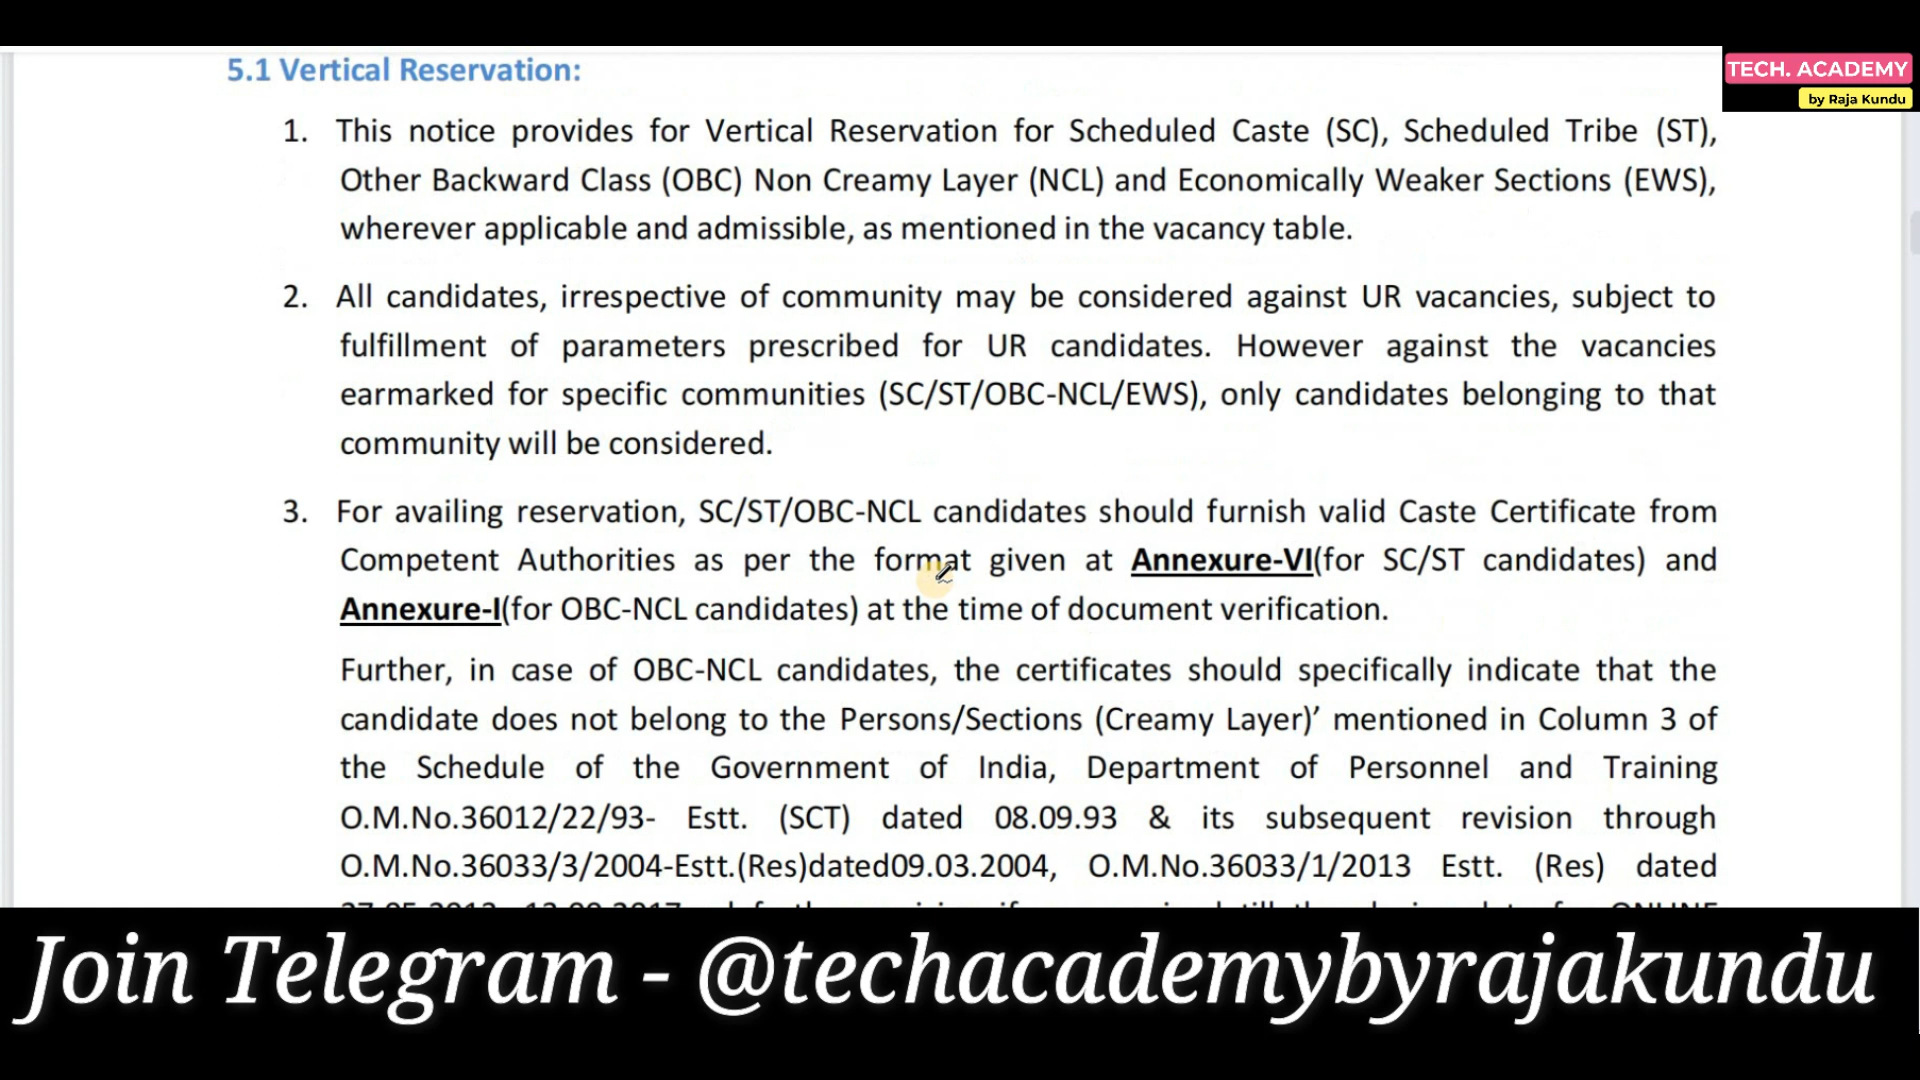 5.1 Vertical Reservation:
TECH. ACADEMY
by Raja Kundu
1. This notice provides for Vertical Reservation for Scheduled Caste (SC), Scheduled Tribe (ST),
Other Backward Class (OBC) Non Creamy Layer (NCL) and Economically Weaker Sections (EWS),
wherever applicable and admissible, as mentioned in the vacancy table.
2. All candidates, irrespective of community may be considered against UR vacancies, subject to
fulfillment of parameters prescribed for UR candidates. However against the vacancies
earmarked for specific communities (SC/ST/OBC-NCL/EWS), only candidates belonging to that
community will be considered.
3. For availing reservation, SC/ST/OBC-NCL candidates should furnish valid Caste Certificate from
Competent Authorities as per the format given at Annexure-VI(for SC/ST candidates) and
Annexure-I(for OBC-NCL candidates) at the time of document verification.
Further, in case of OBC-NCL candidates, the certificates should specifically indicate that the
candidate does not belong to the Persons/Sections (Creamy Layer)’ mentioned in Column 3 of
the Schedule of the Government of India, Department of Personnel and Training
O.M.No.36012/22/93- Estt. (SCT) dated 08.09.93 & its subsequent revision through
O.M.No.36033/3/2004-Estt.(Res)dated09.03.2004, O.M.No.36033/1/2013 Estt. (Res) dated
Join Telegram - @techacademybyrajakundu